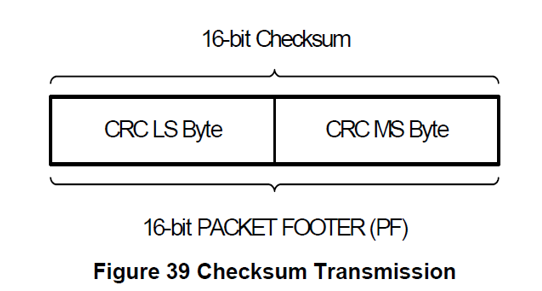 16-bit Checksum
CRC LS Byte CRC MS Byte
16-bit PACKET FOOTER (PF)
Figure 39 Checksum Transmission